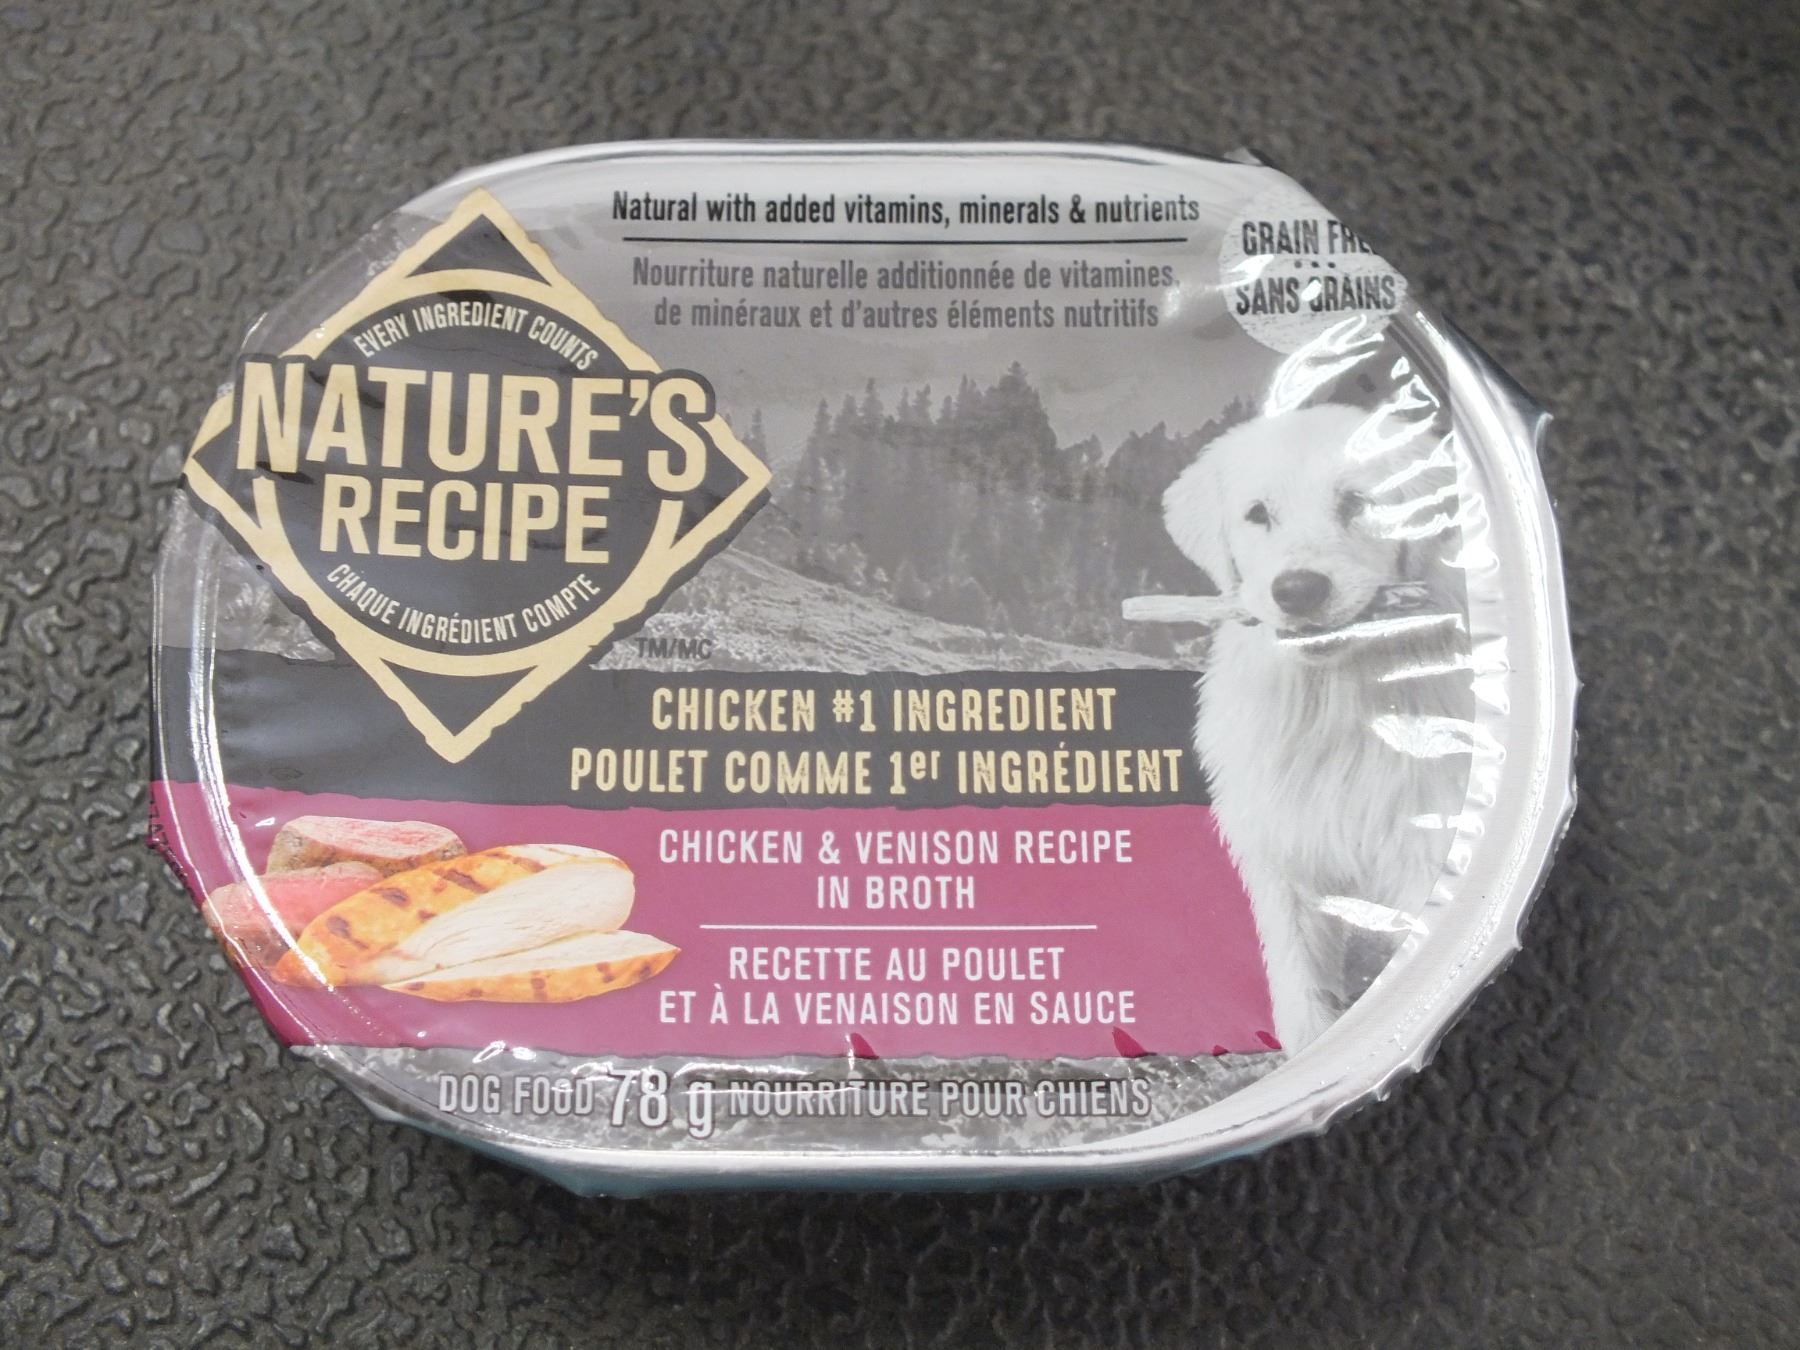 Natural with added vitamins, minerals & nutrients
Nourriture naturelle additionnée de vitamines,
de minéraux et d'autres éléments nutritifs
GRAIN FREE
SANS GRAINS
EVERY INGREDIENT COUNTS
NATURE'S
RECIPE
CHAQUE INGRÉDIENT COMPTE
TM/MC
CHICKEN #1 INGREDIENT
POULET COMME 1er INGRÉDIENT
CHICKEN & VENISON RECIPE
IN BROTH
RECETTE AU POULET
ET À LA VENAISON EN SAUCE
DOG FOOD 78 g NOURRITURE POUR CHIENS